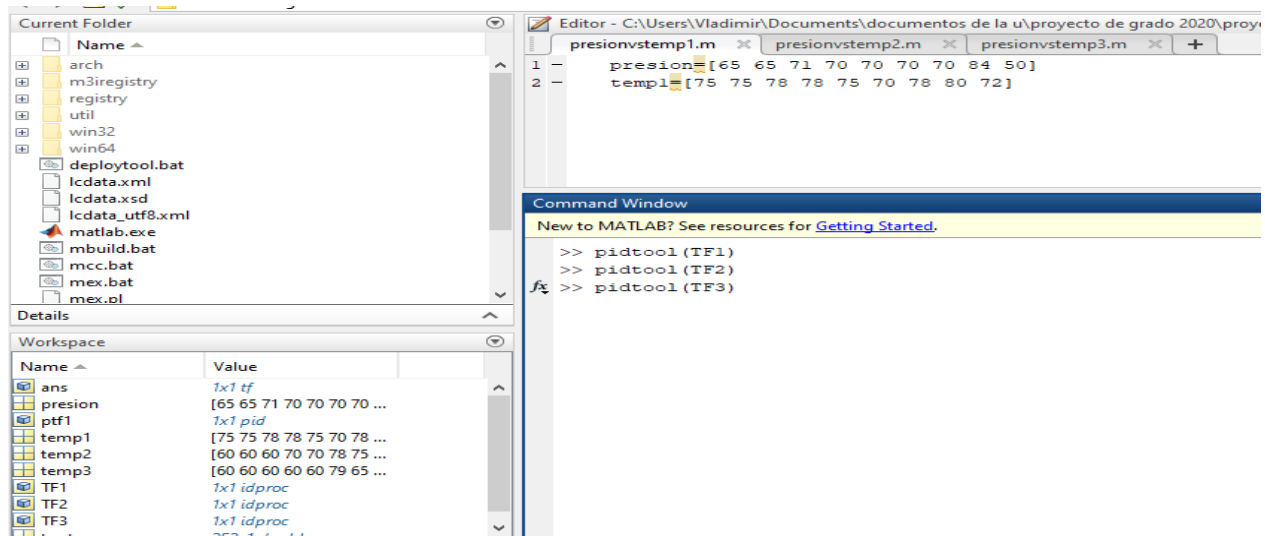 Current Folder
Name
arch
m3iregistry
registry
util
win32
win64
deploytool.bat
lcdata.xml
lcdata.xsd
lcdata_utf8.xml
matlab.exe
mbuild.bat
mcc.bat
mex.bat
mex.pl
Details
Workspace
Name Value
ans 1x1 tf
presion [65 65 71 70 70 70 70 ...
ptf1 1x1 pid
temp1 [75 75 78 78 75 70 78 ...
temp2 [60 60 60 70 70 78 75 ...
temp3 [60 60 60 60 60 79 65 ...
TF1 1x1 idproc
TF2 1x1 idproc
TF3 1x1 idproc
Editor - C:\Users\Vladimir\Documents\documentos de la u\proyecto de grado 2020\proye
presionvstemp1.m presionvstemp2.m presionvstemp3.m +
1 - presion=[65 65 71 70 70 70 70 84 50]
2 - temp1=[75 75 78 78 75 70 78 80 72]
Command Window
New to MATLAB? See resources for Getting Started.
>> pidtool(TF1)
>> pidtool(TF2)
fx >> pidtool(TF3)